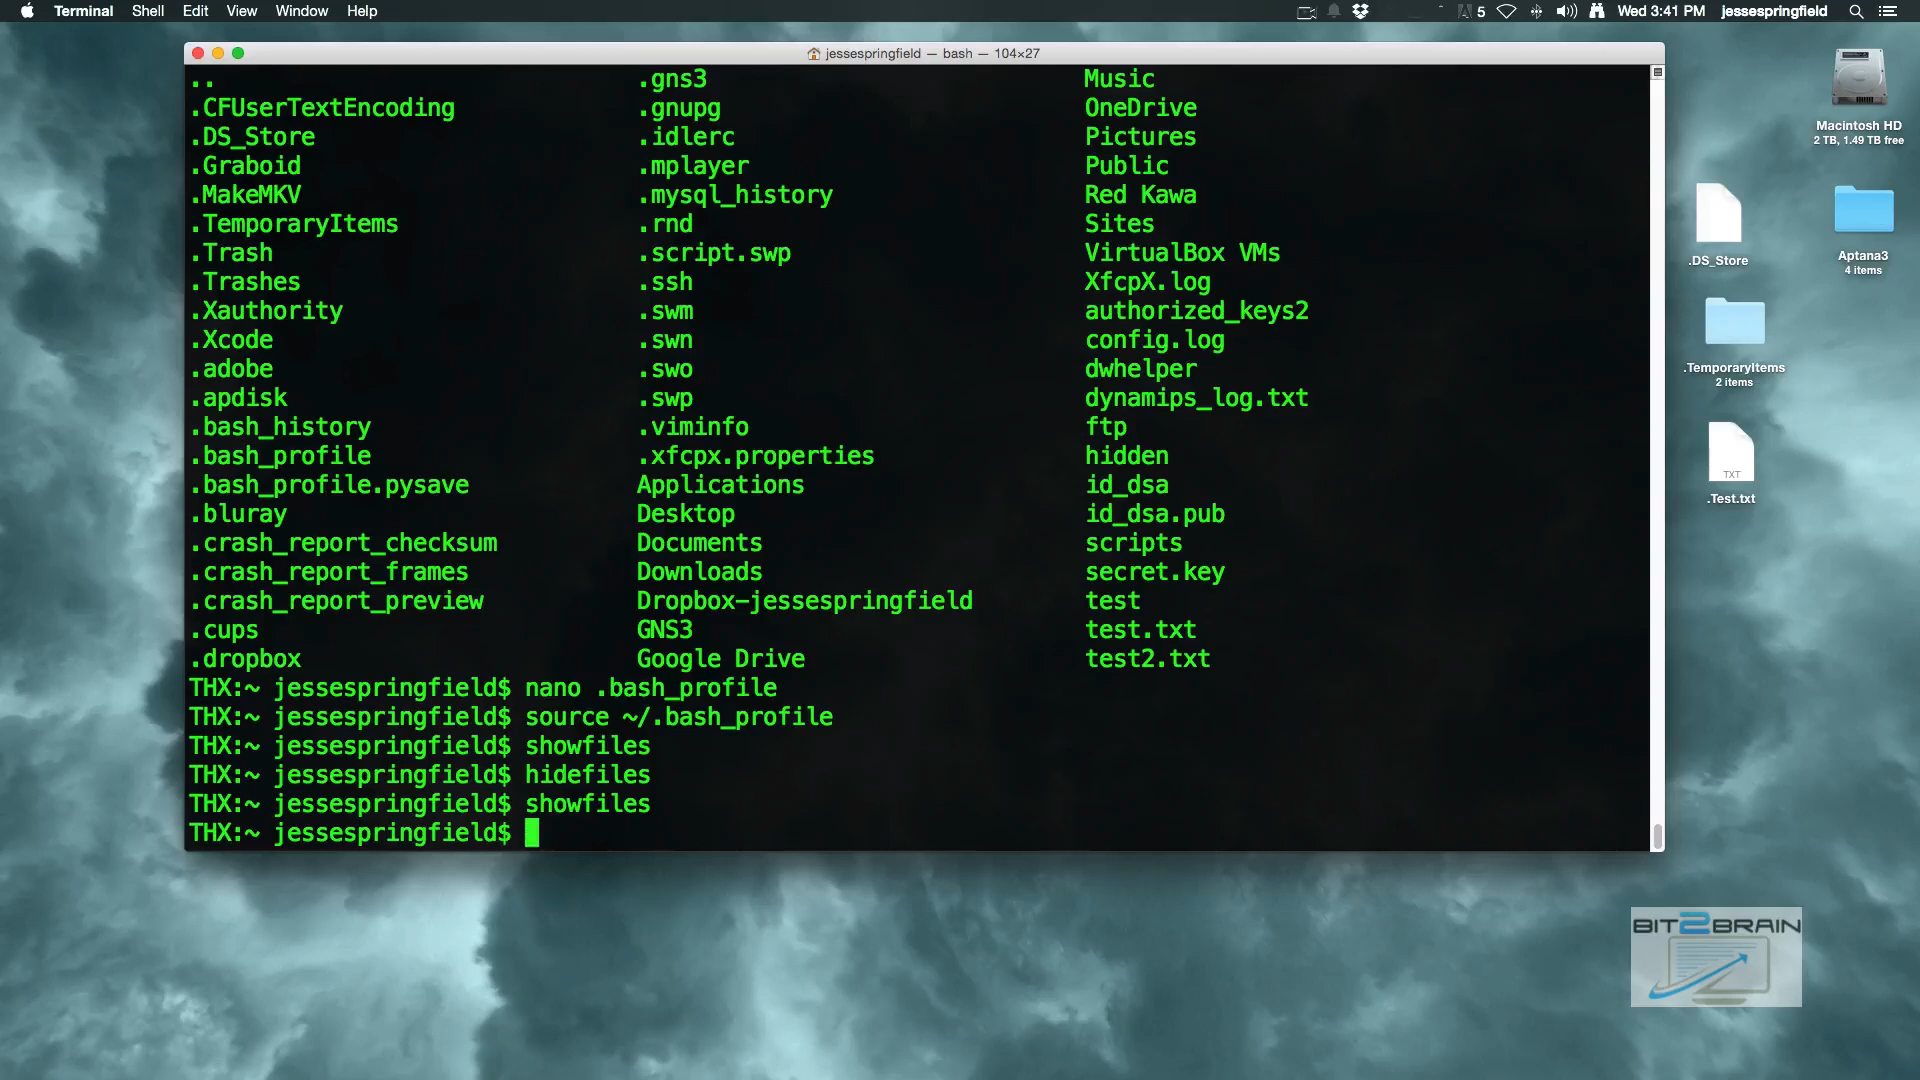 Terminal Shell Edit View Window Help 5 Wed 3:41 PM jessespringfield
jessespringfield — bash — 104×27
.. .gns3 Music
.CFUserTextEncoding .gnupg OneDrive
.DS_Store .idlerc Pictures
.Graboid .mplayer Public
.MakeMKV .mysql_history Red Kawa
.TemporaryItems .rnd Sites
.Trash .script.swp VirtualBox VMs
.Trashes .ssh XfcpX.log
.Xauthority .swm authorized_keys2
.Xcode .swn config.log
.adobe .swo dwhelper
.apdisk .swp dynamips_log.txt
.bash_history .viminfo ftp
.bash_profile .xfcpx.properties hidden
.bash_profile.pysave Applications id_dsa
.bluray Desktop id_dsa.pub
.crash_report_checksum Documents scripts
.crash_report_frames Downloads secret.key
.crash_report_preview Dropbox-jessespringfield test
.cups GNS3 test.txt
.dropbox Google Drive test2.txt
THX:~ jessespringfield$ nano .bash_profile
THX:~ jessespringfield$ source ~/.bash_profile
THX:~ jessespringfield$ showfiles
THX:~ jessespringfield$ hidefiles
THX:~ jessespringfield$ showfiles
THX:~ jessespringfield$
Macintosh HD
2 TB, 1.49 TB free
.DS_Store
Aptana3
4 items
.TemporaryItems
2 items
TXT
.Test.txt
BIT2BRAIN